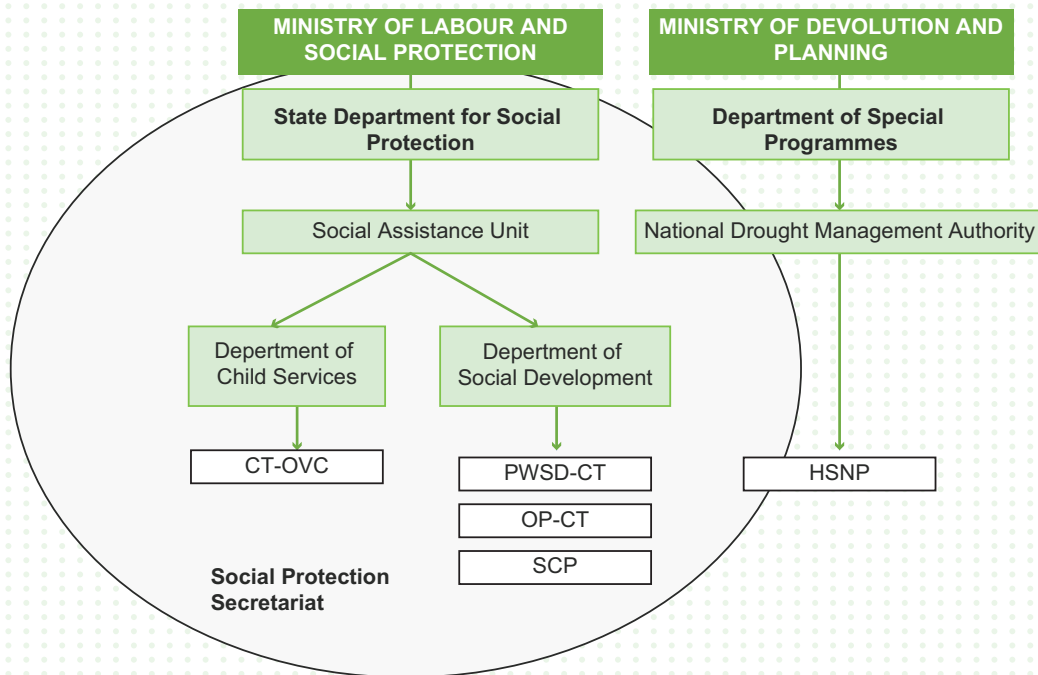 MINISTRY OF LABOUR AND
SOCIAL PROTECTION
MINISTRY OF DEVOLUTION AND
PLANNING
State Department for Social
Protection
Department of Special
Programmes
Social Assistance Unit
National Drought Management Authority
Depertment of
Child Services
Depertment of
Social Development
CT-OVC
PWSD-CT
HSNP
OP-CT
SCP
Social Protection
Secretariat